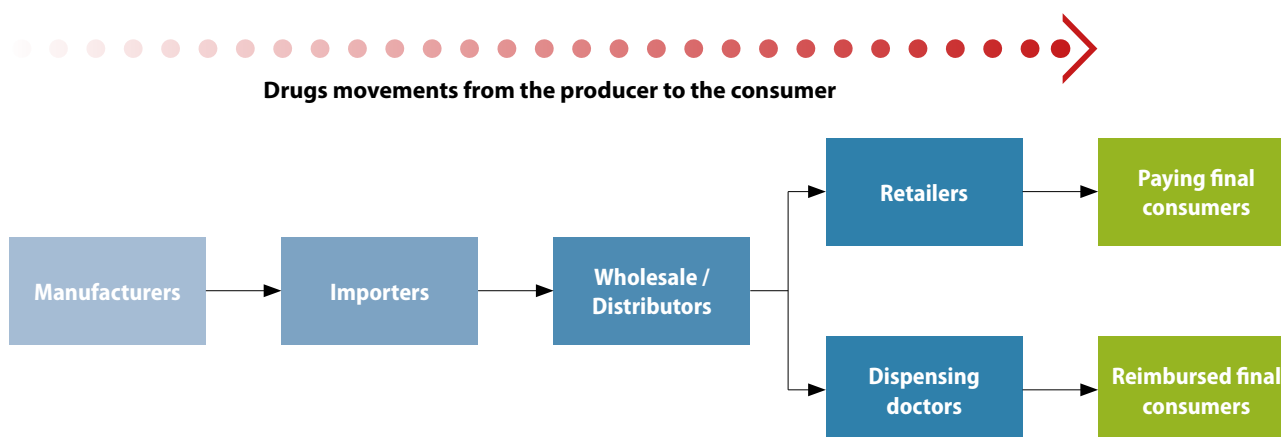 Drugs movements from the producer to the consumer
Retailers
Paying final
consumers
Manufacturers
Importers
Wholesale /
Distributors
Dispensing
doctors
Reimbursed final
consumers